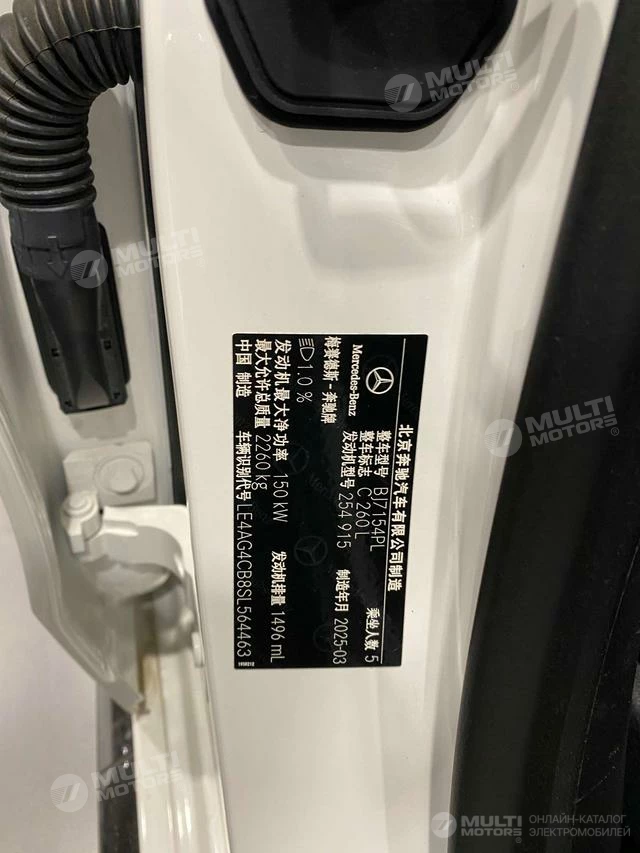 北京奔驰汽车有限公司制造
Mercedes-Benz
整车型号 BJ7154PL
乘坐人数 5
整车标志 C 260 L
梅赛德斯-奔驰牌
发动机型号 254 915
制造年月 2025-03
1.0 %
发动机最大净功率 150 kW
发动机排量 1496 mL
最大允许总质量 2260 kg
中国 制造
车辆识别代号 LE4AG4CB8SL564463
MULTI
MOTORS®
MULTI
MOTORS®
MULTI
MOTORS®
MULTI
MOTORS®
MULTI
MOTORS®
ОНЛАЙН-КАТАЛОГ
ЭЛЕКТРОМОБИЛЕЙ